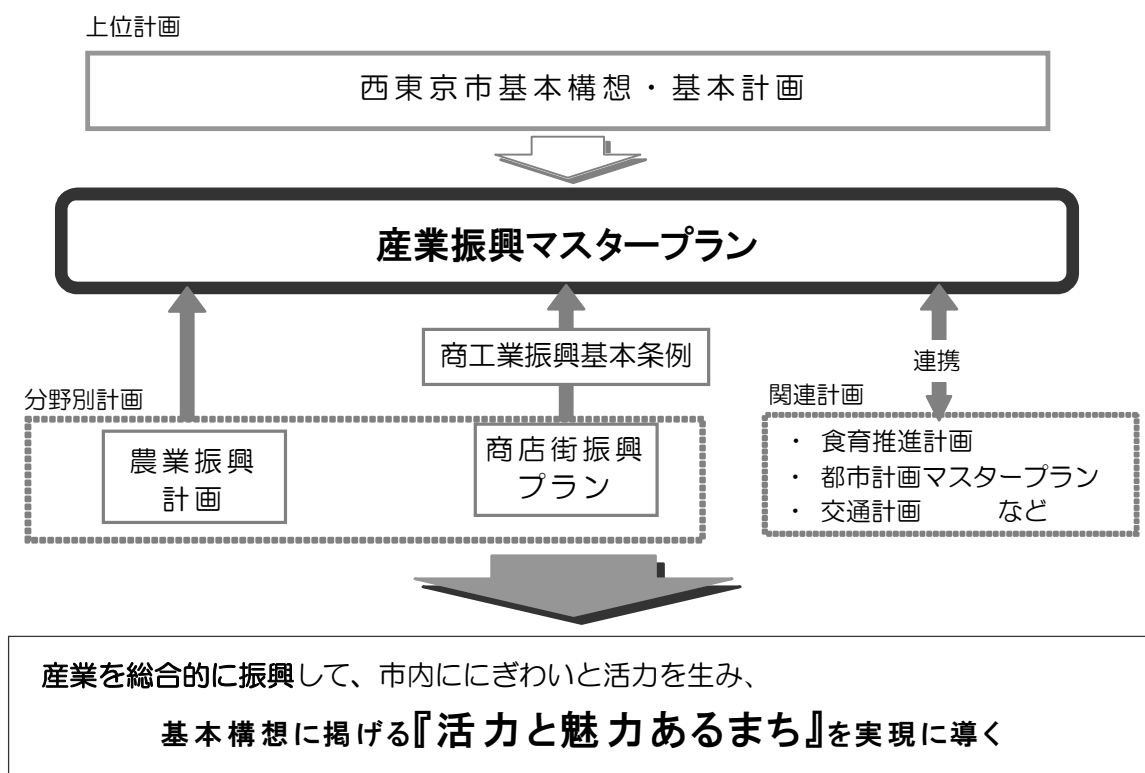 上位計画
西東京市基本構想・基本計画
産業振興マスタープラン
商工業振興基本条例
連携
分野別計画
農業振興
計画
商店街振興
プラン
関連計画
・ 食育推進計画
・ 都市計画マスタープラン
・ 交通計画　　など
産業を総合的に振興して、市内ににぎわいと活力を生み、
基本構想に掲げる『活力と魅力あるまち』を実現に導く